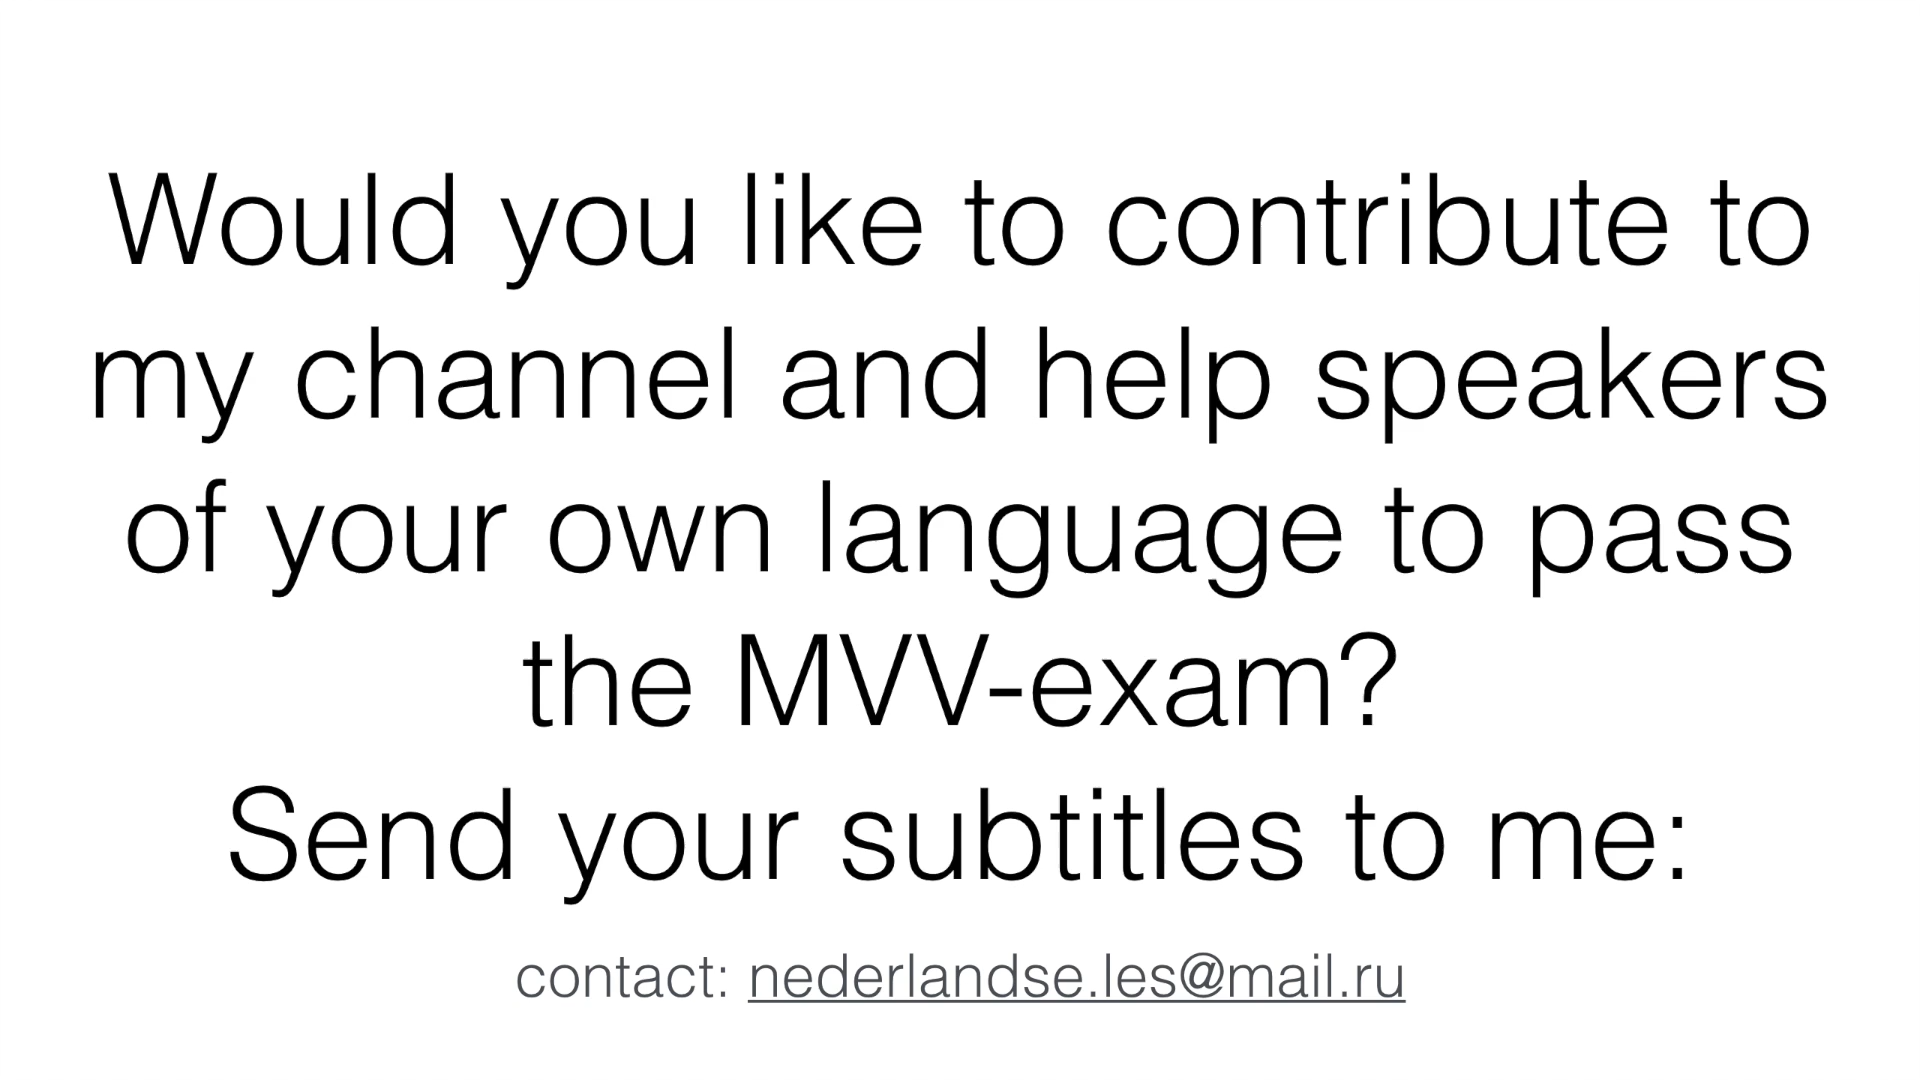 Would you like to contribute to
my channel and help speakers
of your own language to pass
the MVV-exam?
Send your subtitles to me:
contact: nederlandse.les@mail.ru